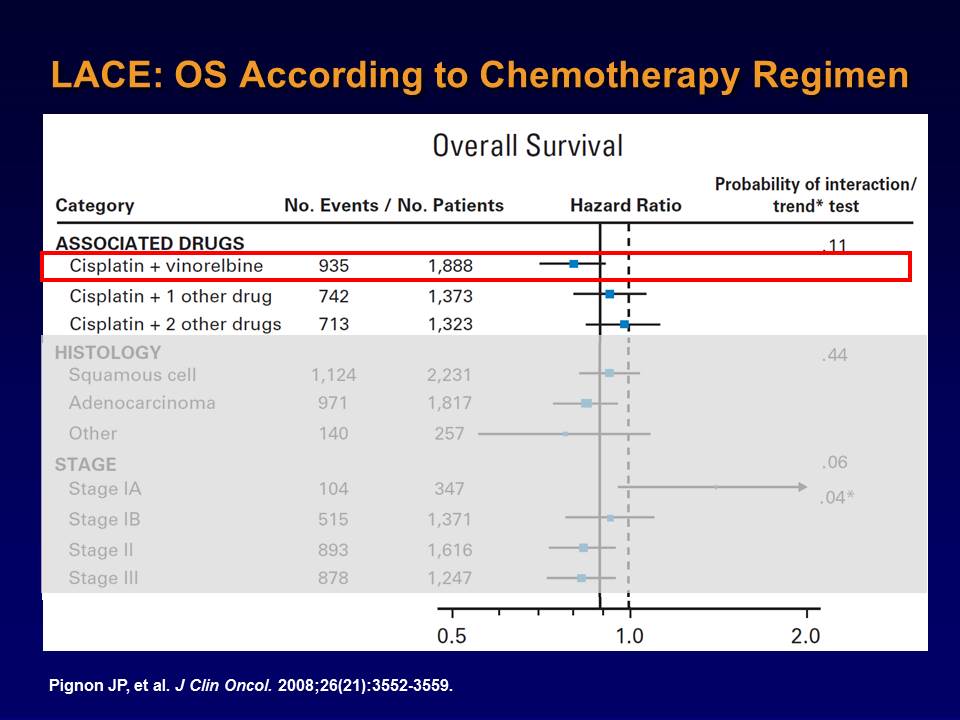 LACE: OS According to Chemotherapy Regimen
Overall Survival
Probability of interaction/
Category No. Events / No. Patients Hazard Ratio trend* test
ASSOCIATED DRUGS .11
Cisplatin + vinorelbine 935 1,888
Cisplatin + 1 other drug 742 1,373
Cisplatin + 2 other drugs 713 1,323
HISTOLOGY .44
Squamous cell 1,124 2,231
Adenocarcinoma 971 1,817
Other 140 257
STAGE .06
Stage IA 104 347 .04*
Stage IB 515 1,371
Stage II 893 1,616
Stage III 878 1,247
0.5 1.0 2.0
Pignon JP, et al. J Clin Oncol. 2008;26(21):3552-3559.